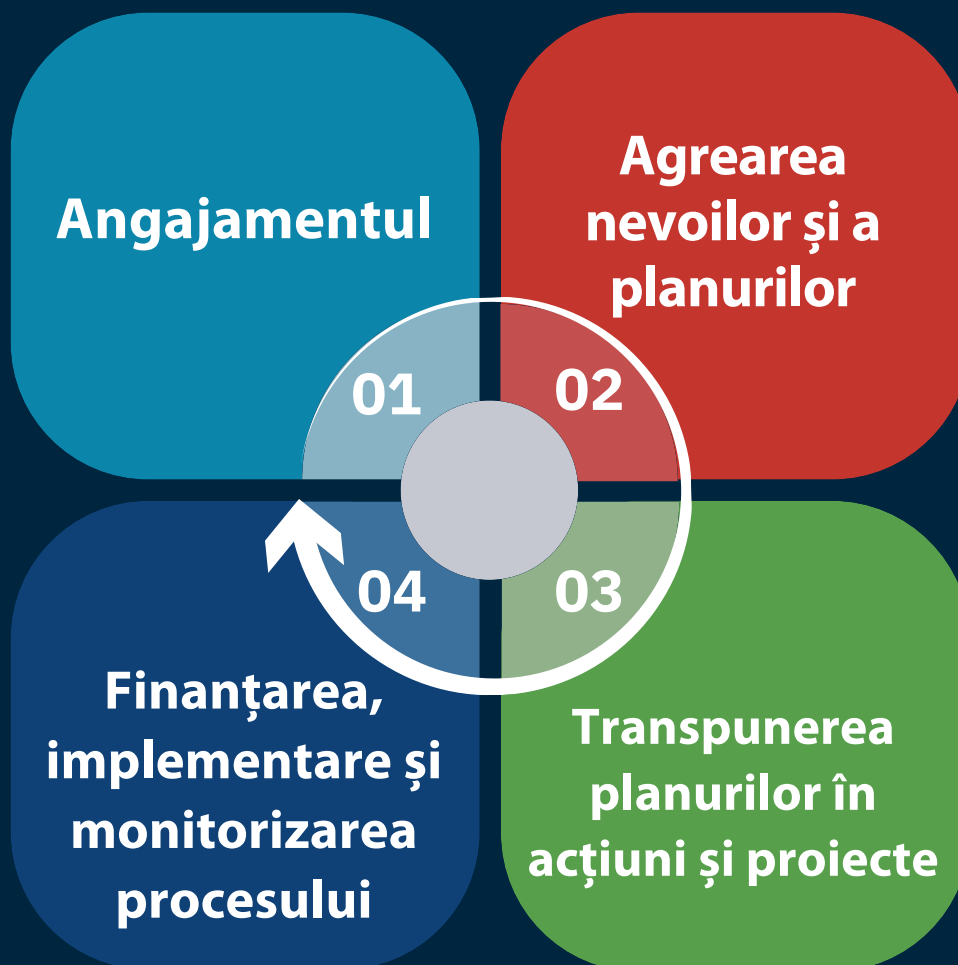 Angajamentul
01
Agrearea
nevoilor și a
planurilor
02
03
Transpunerea
planurilor în
acțiuni și proiecte
04
Finanțarea,
implementare și
monitorizarea
procesului